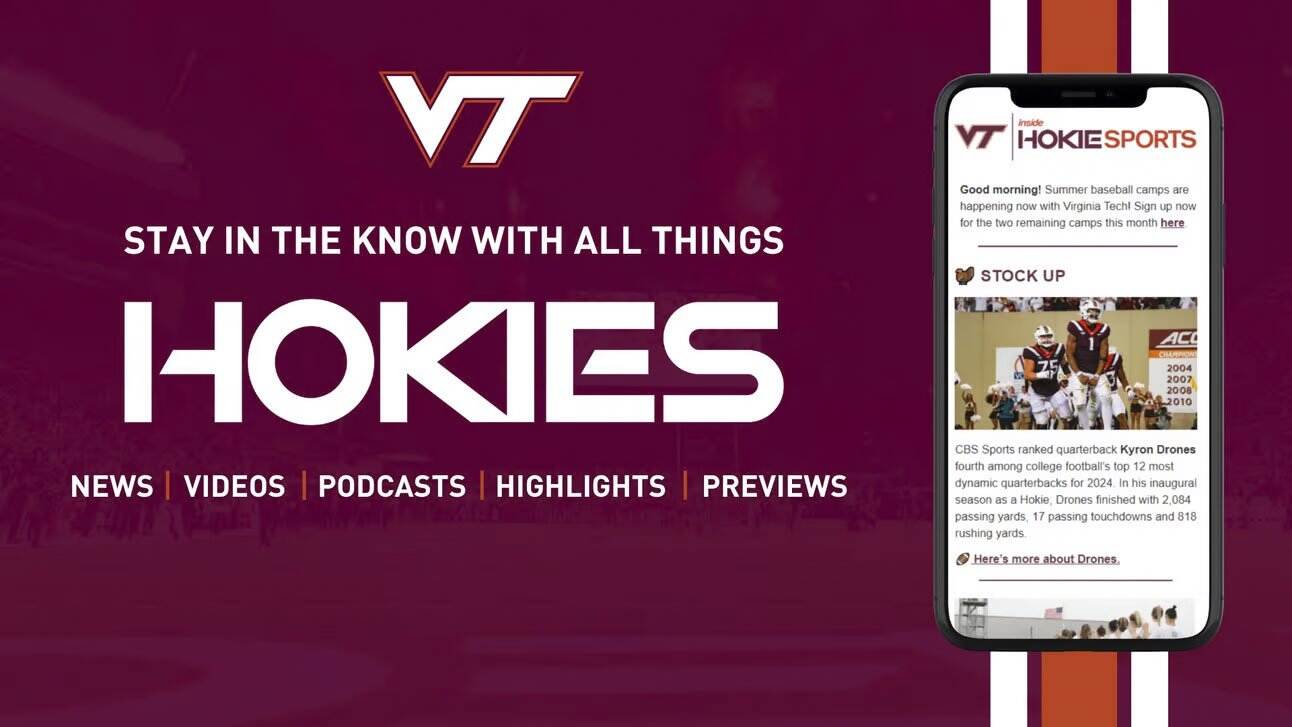 VT
STAY IN THE KNOW WITH ALL THINGS
HOKIES
NEWS | VIDEOS | PODCASTS | HIGHLIGHTS | PREVIEWS
VT | inside
HOKIESPORTS
Good morning! Summer baseball camps are
happening now with Virginia Tech! Sign up now
for the two remaining camps this month here.
STOCK UP
75
1
ACC
CHAMPION
2004
2007
2008
2010
CBS Sports ranked quarterback Kyron Drones
fourth among college football's top 12 most
dynamic quarterbacks for 2024. In his inaugural
season as a Hokie, Drones finished with 2,084
passing yards, 17 passing touchdowns and 818
rushing yards.
Here's more about Drones.